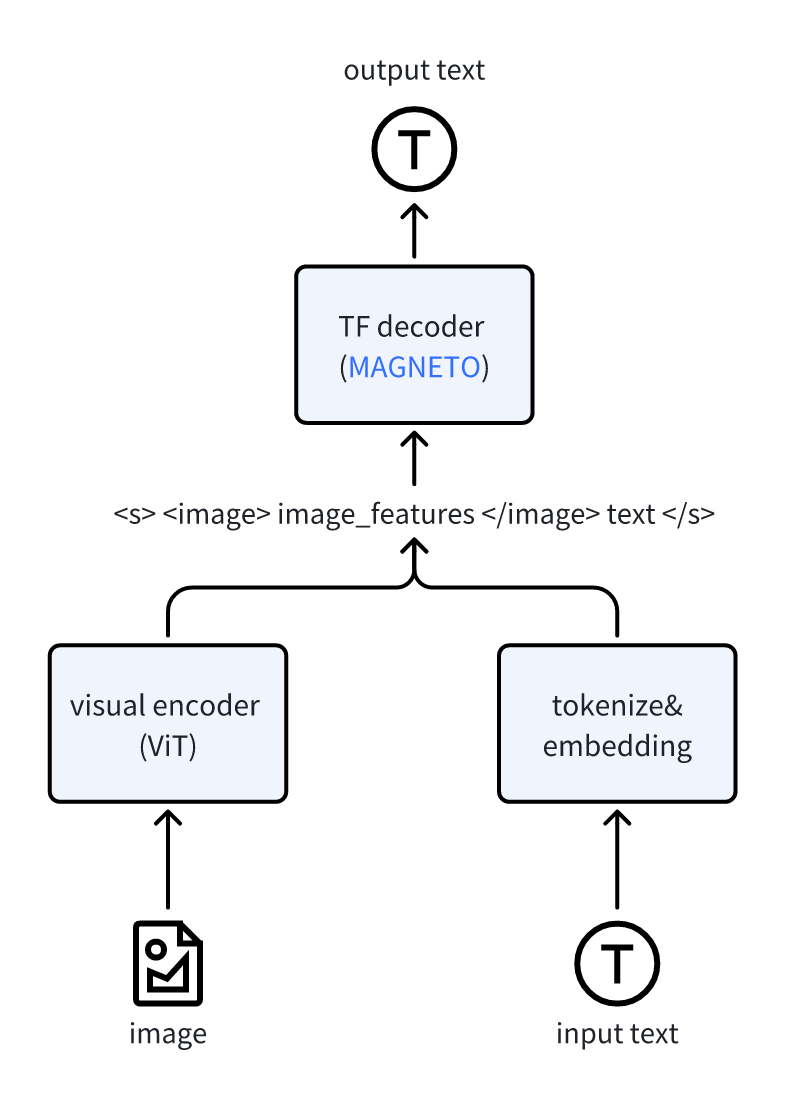 output text
T
TF decoder
(MAGNETO)
<s> <image> image_features </image> text </s>
visual encoder
(ViT)
tokenize&
embedding
T
image
input text